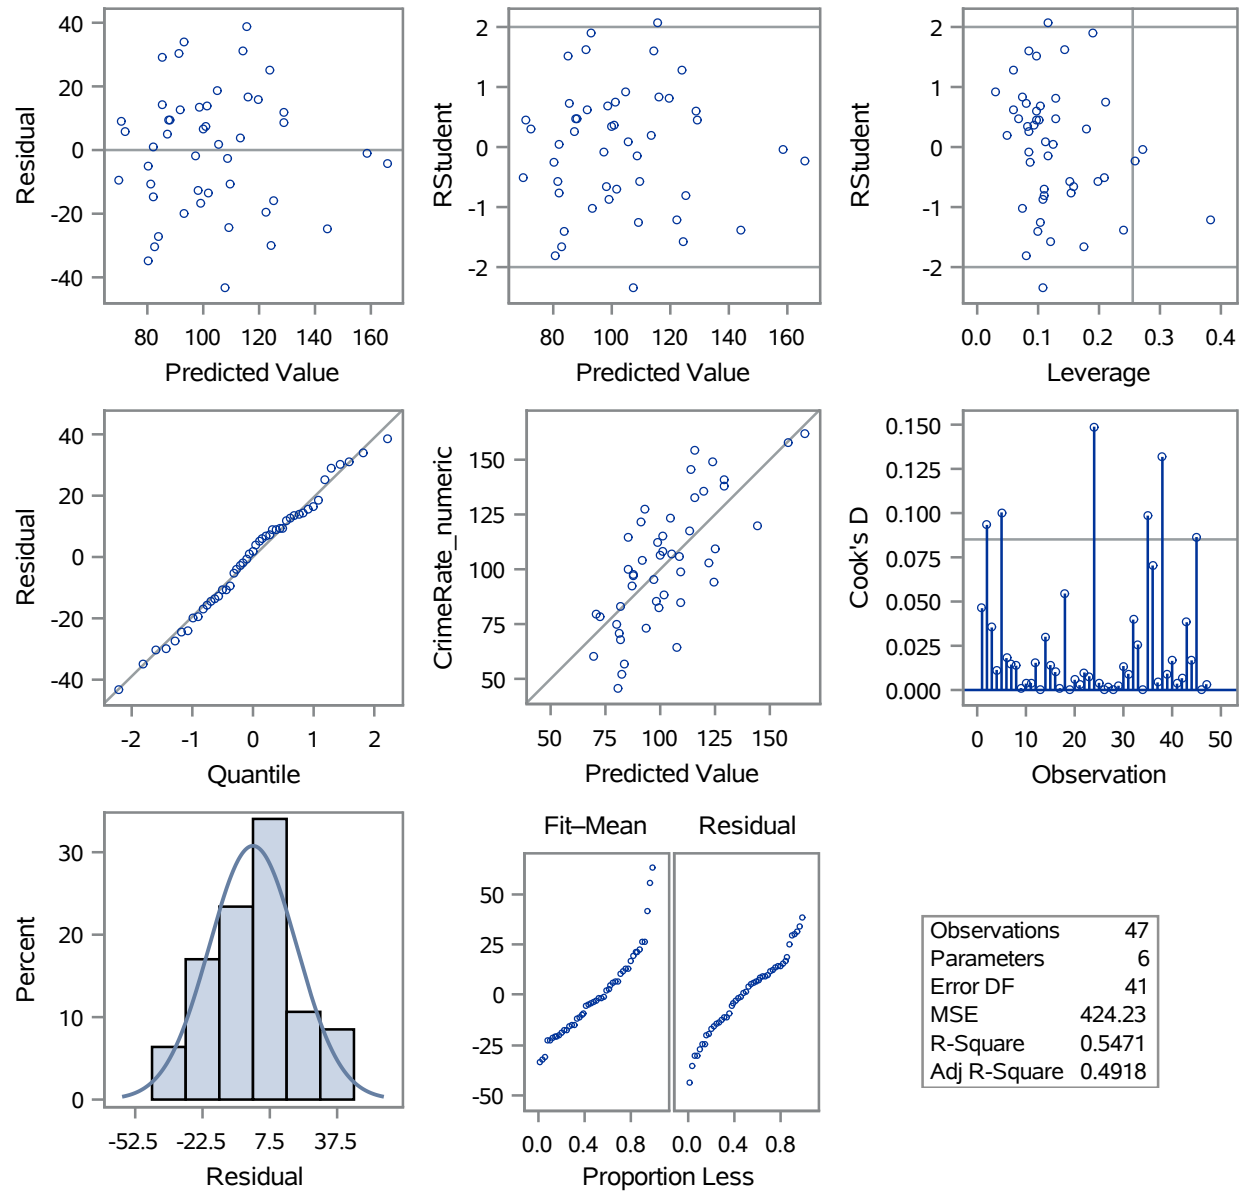 40
20
0
-20
-40
Residual
80 100 120 140 160
Predicted Value
2
1
0
-1
-2
RStudent
80 100 120 140 160
Predicted Value
2
1
0
-1
-2
RStudent
0.0 0.1 0.2 0.3 0.4
Leverage
40
20
0
-20
-40
Residual
-2 -1 0 1 2
Quantile
150
125
100
75
50
CrimeRate_numeric
50 75 100 125 150
Predicted Value
0.150
0.125
0.100
0.075
0.050
0.025
0.000
Cook's D
0 10 20 30 40 50
Observation
30
20
10
0
Percent
-52.5 -22.5 7.5 37.5
Residual
Fit–Mean Residual
50
25
0
-25
-50
0.0 0.4 0.8 0.0 0.4 0.8
Proportion Less
Observations 47
Parameters 6
Error DF 41
MSE 424.23
R-Square 0.5471
Adj R-Square 0.4918